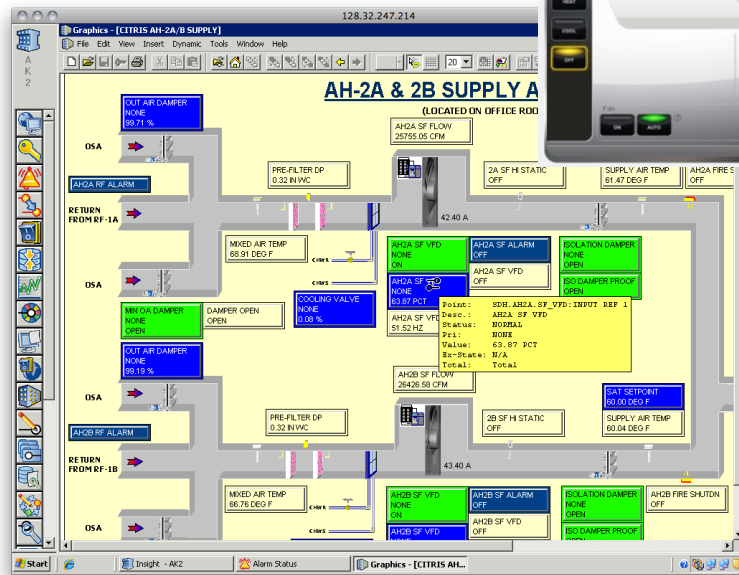 128.32.247.214
Graphics - [CITRIS AH-2A/B SUPPLY]
File Edit View Insert Dynamic Tools Window Help
20
AK2
HEAT
COOL
OFF
Fan
ON
AUTO
AH-2A & 2B SUPPLY A
(LOCATED ON OFFICE ROO
OUT AIR DAMPER
NONE
99.71 %
AH2A SF FLOW
25755.05 CFM
OSA
PRE-FILTER DP
0.32 IN WC
2A SF HI STATIC
OFF
SUPPLY AIR TEMP
61.47 DEG F
AH2A FIRE S
OFF
AH2A RF ALARM
RETURN
FROM RF-1A
42.40 A
MIXED AIR TEMP
68.91 DEG F
CHWR
CHWS
AH2A SF VFD
NONE
ON
AH2A SF ALARM
OFF
ISOLATION DAMPER
NONE
OPEN
AH2A SF VFD
OFF
ISO DAMPER PROOF
OPEN
AH2A SF
NONE
63.87 PCT
OSA
COOLING VALVE
NONE
0.08 %
MIN OA DAMPER
NONE
OPEN
DAMPER OPEN
OPEN
AH2A SF VFD
51.52 HZ
Point: SDH.AH2A.SF_VFD:INPUT REF 1
Desc.: AH2A SF VFD
Status: NORMAL
Pri: NONE
Value: 63.87 PCT
Ex-State: N/A
Total: Total
OUT AIR DAMPER
NONE
99.19 %
AH2B SF FLOW
26426.58 CFM
OSA
SAT SETPOINT
60.00 DEG F
PRE-FILTER DP
0.32 IN WC
2B SF HI STATIC
OFF
SUPPLY AIR TEMP
60.04 DEG F
AH2B RF ALARM
RETURN
FROM RF-1B
43.40 A
MIXED AIR TEMP
66.76 DEG F
CHWR
CHWS
AH2B SF VFD
NONE
ON
AH2B SF ALARM
OFF
ISOLATION DAMPER
NONE
OPEN
AH2B FIRE SHUTDN
OFF
AH2B SF VFD
OFF
ISO DAMPER PROOF
OSA
AH2B SF VFD
NONE
Start
Insight - AK2
Alarm Status
Graphics - [CITRIS AH...